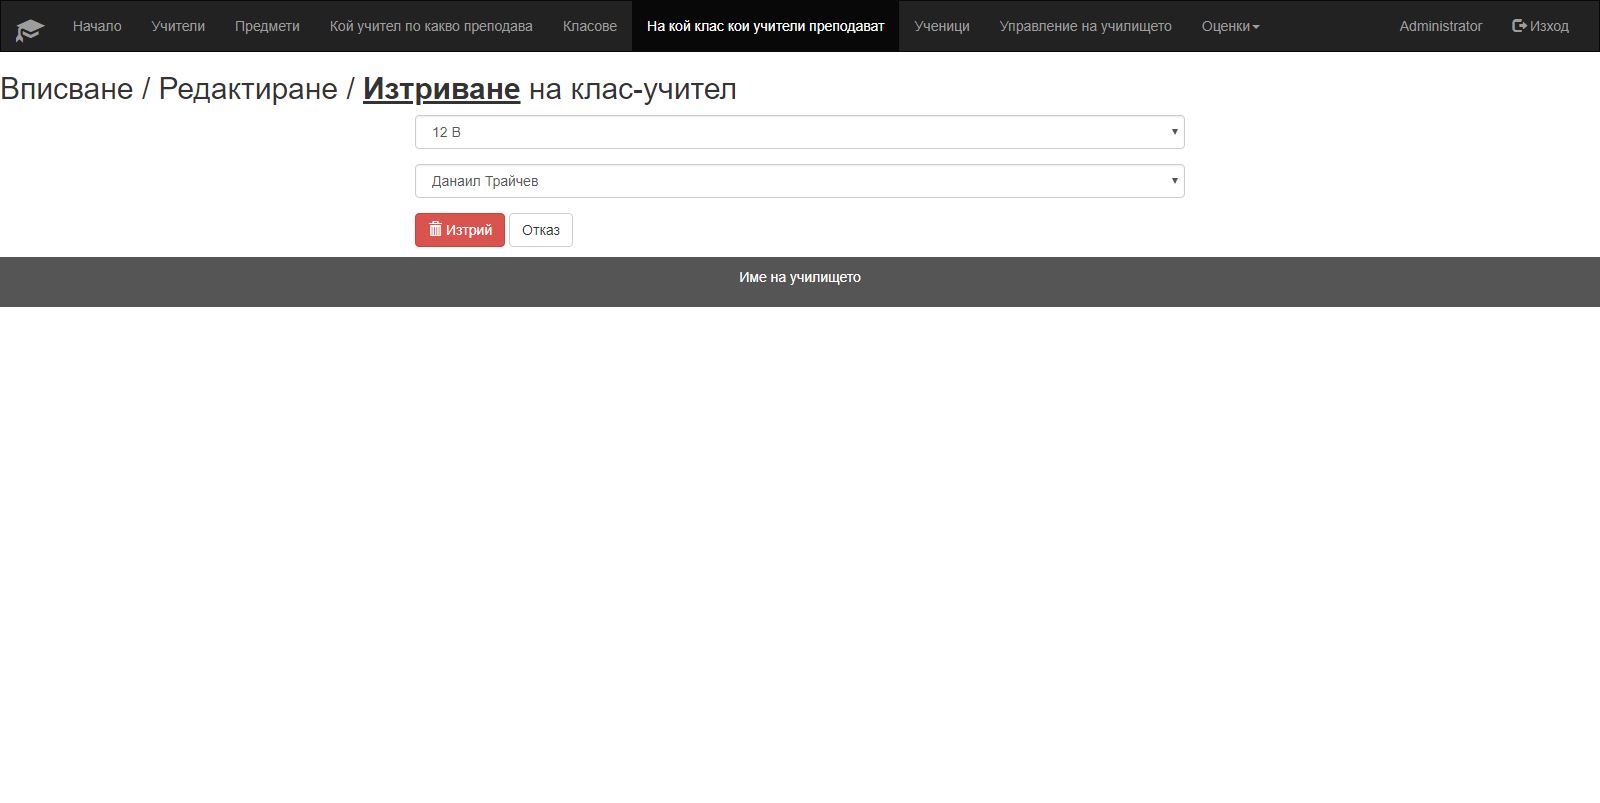 Начало Учители Предмети Кой учител по какво преподава Класове На кой клас кои учители преподават Ученици Управление на училището Оценки Administrator Изход
Вписване / Редактиране / Изтриване на клас-учител
12 В
Данаил Трайчев
Изтрий Отказ
Име на училището